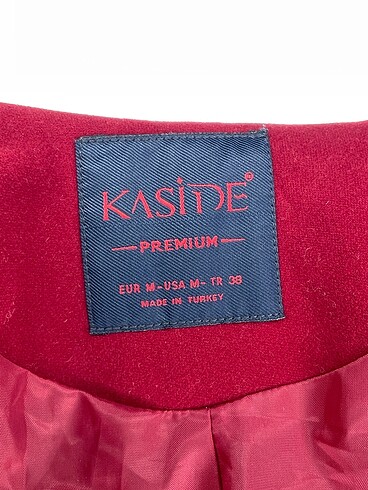 KASİDE®
PREMIUM
EUR M-USA M- TR 38
MADE IN TURKEY